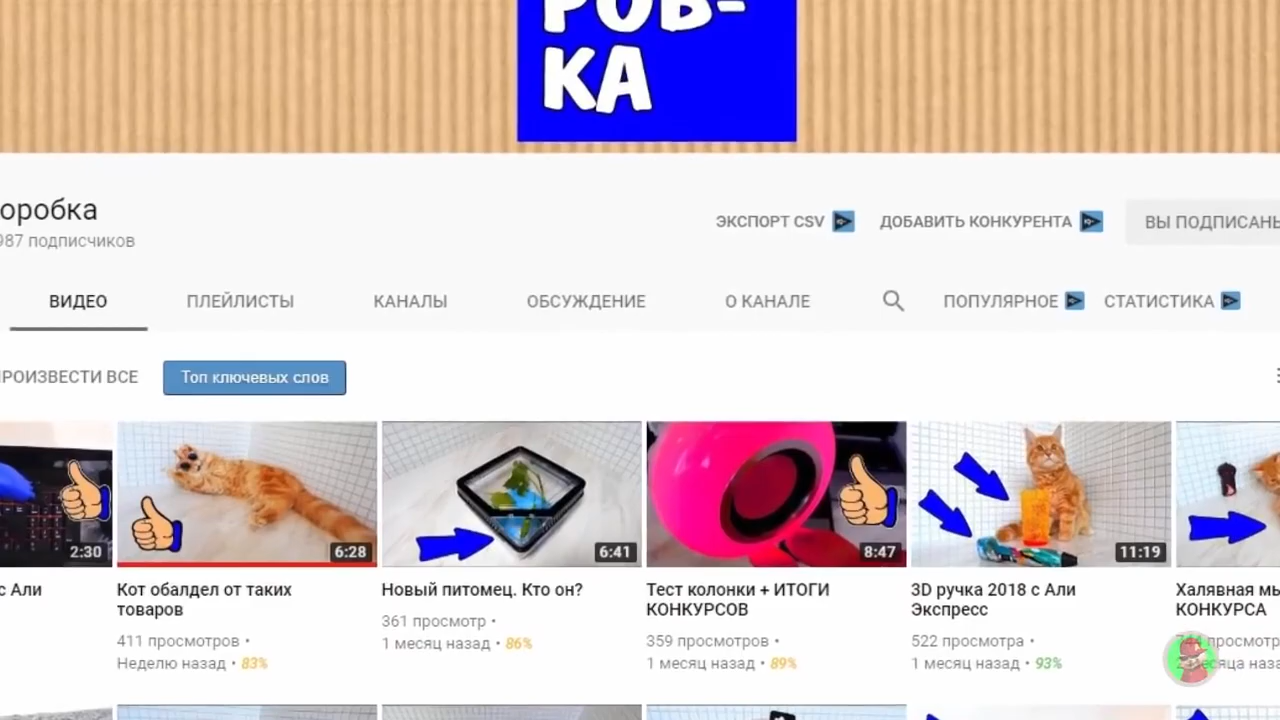 РОВ-
КА
оробка
987 подписчиков
ЭКСПОРТ CSV
ДОБАВИТЬ КОНКУРЕНТА
ВЫ ПОДПИСАНЫ
ВИДЕО
ПЛЕЙЛИСТЫ
КАНАЛЫ
ОБСУЖДЕНИЕ
О КАНАЛЕ
ПОПУЛЯРНОЕ
СТАТИСТИКА
РОИЗВЕСТИ ВСЕ
Топ ключевых слов
2:30
6:28
6:41
8:47
11:19
с Али
Кот обалдел от таких
товаров
411 просмотров •
Неделю назад • 83%
Новый питомец. Кто он?
361 просмотр •
1 месяц назад • 86%
Тест колонки + ИТОГИ
КОНКУРСОВ
359 просмотров •
1 месяц назад • 89%
3D ручка 2018 с Али
Экспресс
522 просмотра •
1 месяц назад • 93%
Халявная мы
КОНКУРСА